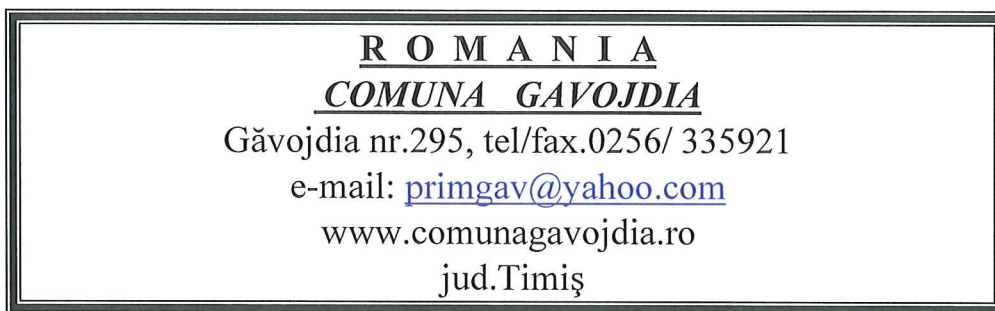 R O M A N I A
COMUNA GAVOJDIA
Găvojdia nr.295, tel/fax.0256/ 335921
e-mail: primgav@yahoo.com
www.comunagavojdia.ro
jud.Timiş